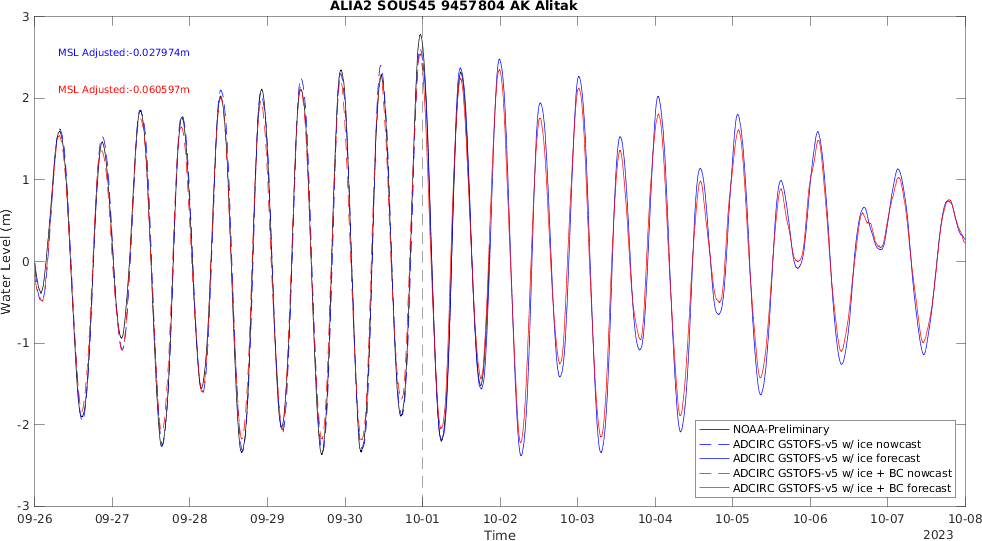 ALIA2 SOUS45 9457804 AK Alitak
MSL Adjusted:-0.027974m
MSL Adjusted:-0.060597m
3
2
1
0
-1
-2
-3
Water Level (m)
NOAA-Preliminary
ADCIRC GSTOFS-v5 w/ ice nowcast
ADCIRC GSTOFS-v5 w/ ice forecast
ADCIRC GSTOFS-v5 w/ ice + BC nowcast
ADCIRC GSTOFS-v5 w/ ice + BC forecast
09-26 09-27 09-28 09-29 09-30 10-01 10-02 10-03 10-04 10-05 10-06 10-07 10-08
Time
2023